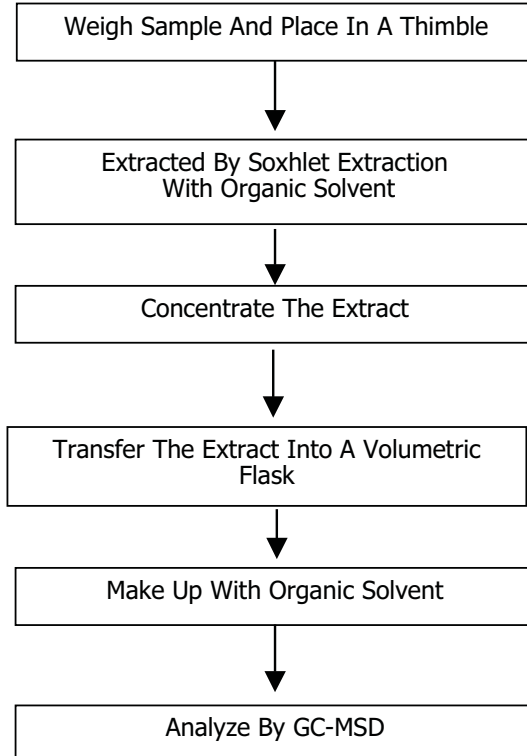 Weigh Sample And Place In A Thimble
Extracted By Soxhlet Extraction
With Organic Solvent
Concentrate The Extract
Transfer The Extract Into A Volumetric
Flask
Make Up With Organic Solvent
Analyze By GC-MSD